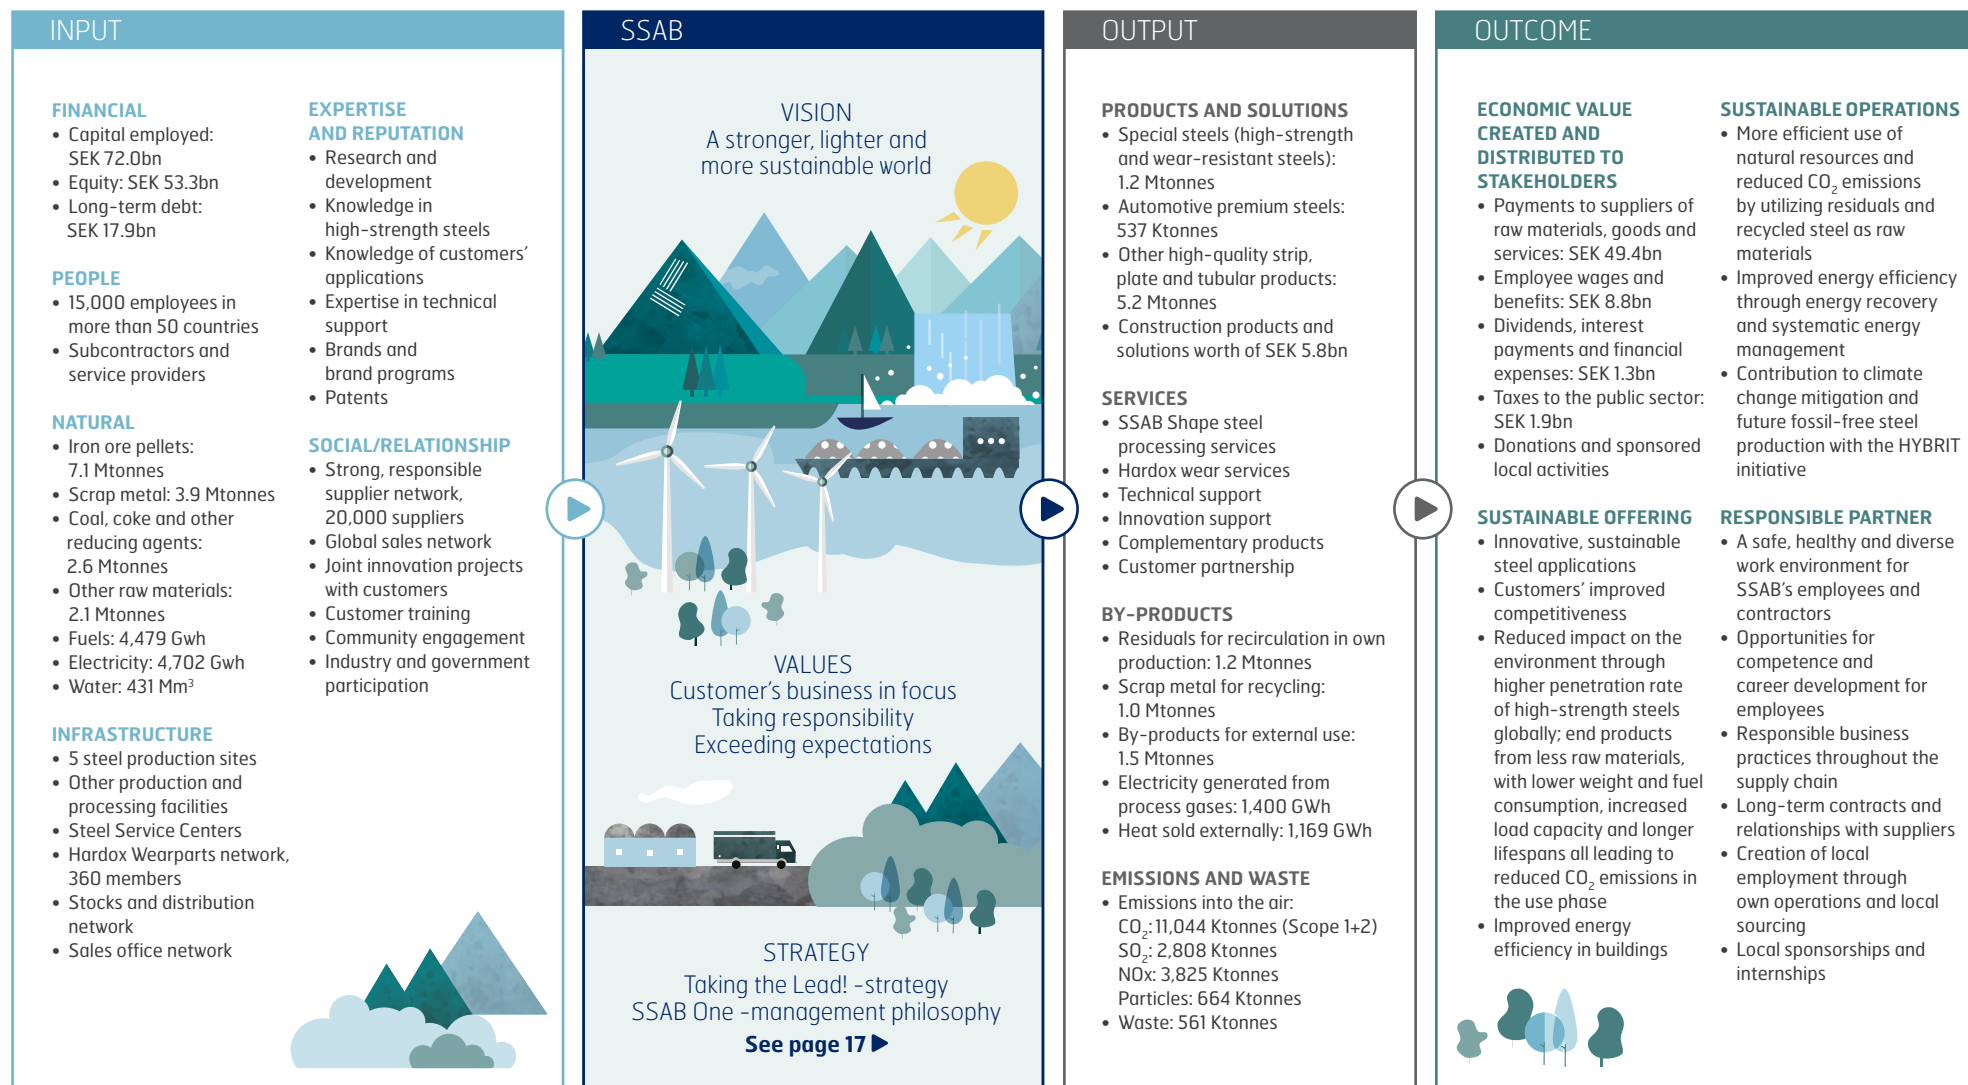 INPUT
FINANCIAL
• Capital employed:
SEK 72.0bn
• Equity: SEK 53.3bn
• Long-term debt:
SEK 17.9bn
PEOPLE
• 15,000 employees in
more than 50 countries
• Subcontractors and
service providers
NATURAL
• Iron ore pellets:
7.1 Mtonnes
• Scrap metal: 3.9 Mtonnes
• Coal, coke and other
reducing agents:
2.6 Mtonnes
• Other raw materials:
2.1 Mtonnes
• Fuels: 4,479 Gwh
• Electricity: 4,702 Gwh
• Water: 431 Mm³
INFRASTRUCTURE
• 5 steel production sites
• Other production and
processing facilities
• Steel Service Centers
• Hardox Wearparts network,
360 members
• Stocks and distribution
network
• Sales office network
EXPERTISE
AND REPUTATION
• Research and
development
• Knowledge in
high-strength steels
• Knowledge of customers’
applications
• Expertise in technical
support
• Brands and
brand programs
• Patents
SOCIAL/RELATIONSHIP
• Strong, responsible
supplier network,
20,000 suppliers
• Global sales network
• Joint innovation projects
with customers
• Customer training
• Community engagement
• Industry and government
participation
SSAB
VISION
A stronger, lighter and
more sustainable world
VALUES
Customer’s business in focus
Taking responsibility
Exceeding expectations
STRATEGY
Taking the Lead! -strategy
SSAB One -management philosophy
See page 17
OUTPUT
PRODUCTS AND SOLUTIONS
• Special steels (high-strength
and wear-resistant steels):
1.2 Mtonnes
• Automotive premium steels:
537 Ktonnes
• Other high-quality strip,
plate and tubular products:
5.2 Mtonnes
• Construction products and
solutions worth of SEK 5.8bn
SERVICES
• SSAB Shape steel
processing services
• Hardox wear services
• Technical support
• Innovation support
• Complementary products
• Customer partnership
BY-PRODUCTS
• Residuals for recirculation in own
production: 1.2 Mtonnes
• Scrap metal for recycling:
1.0 Mtonnes
• By-products for external use:
1.5 Mtonnes
• Electricity generated from
process gases: 1,400 GWh
• Heat sold externally: 1,169 GWh
EMISSIONS AND WASTE
• Emissions into the air:
CO₂: 11,044 Ktonnes (Scope 1+2)
SO₂: 2,808 Ktonnes
NOx: 3,825 Ktonnes
Particles: 664 Ktonnes
• Waste: 561 Ktonnes
OUTCOME
ECONOMIC VALUE
CREATED AND
DISTRIBUTED TO
STAKEHOLDERS
• Payments to suppliers of
raw materials, goods and
services: SEK 49.4bn
• Employee wages and
benefits: SEK 8.8bn
• Dividends, interest
payments and financial
expenses: SEK 1.3bn
• Taxes to the public sector:
SEK 1.9bn
• Donations and sponsored
local activities
SUSTAINABLE OFFERING
• Innovative, sustainable
steel applications
• Customers’ improved
competitiveness
• Reduced impact on the
environment through
higher penetration rate
of high-strength steels
globally; end products
from less raw materials,
with lower weight and fuel
consumption, increased
load capacity and longer
lifespans all leading to
reduced CO₂ emissions in
the use phase
• Improved energy
efficiency in buildings
SUSTAINABLE OPERATIONS
• More efficient use of
natural resources and
reduced CO₂ emissions
by utilizing residuals and
recycled steel as raw
materials
• Improved energy efficiency
through energy recovery
and systematic energy
management
• Contribution to climate
change mitigation and
future fossil-free steel
production with the HYBRIT
initiative
RESPONSIBLE PARTNER
• A safe, healthy and diverse
work environment for
SSAB’s employees and
contractors
• Opportunities for
competence and
career development for
employees
• Responsible business
practices throughout the
supply chain
• Long-term contracts and
relationships with suppliers
• Creation of local
employment through
own operations and local
sourcing
• Local sponsorships and
internships